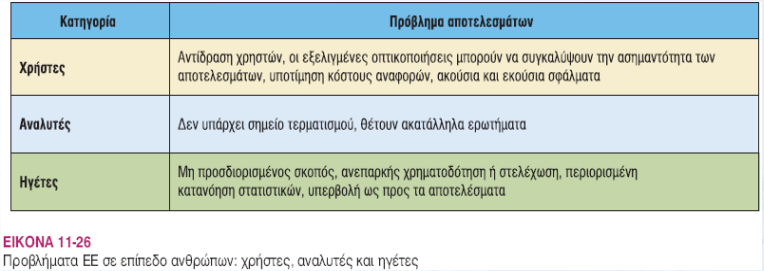 Κατηγορία Πρόβλημα αποτελεσμάτων
Χρήστες
Αντίδραση χρηστών, οι εξελιγμένες οπτικοποιήσεις μπορούν να συγκαλύψουν την ασημαντότητα των
αποτελεσμάτων, υποτίμηση κόστους αναφορών, ακούσια και εκούσια σφάλματα
Αναλυτές Δεν υπάρχει σημείο τερματισμού, θέτουν ακατάλληλα ερωτήματα
Ηγέτες
Μη προσδιορισμένος σκοπός, ανεπαρκής χρηματοδότηση ή στελέχωση, περιορισμένη
κατανόηση στατιστικών, υπερβολή ως προς τα αποτελέσματα
ΕΙΚΟΝΑ 11-26
Προβλήματα ΕΕ σε επίπεδο ανθρώπων: χρήστες, αναλυτές και ηγέτες